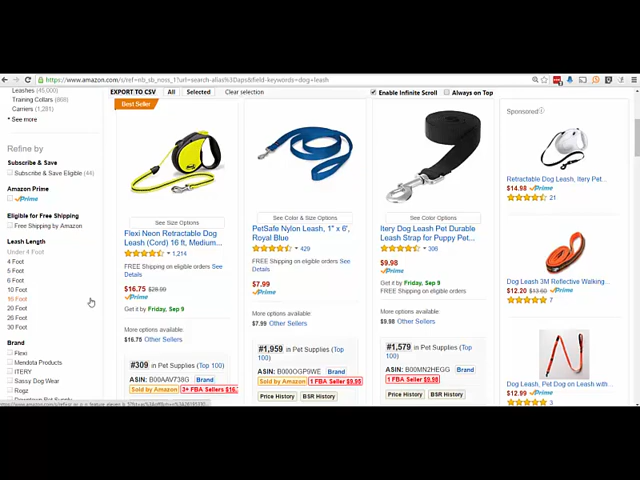 https://www.amazon.com/s/ref=nb_sb_noss_1?url=search-alias%3Daps&field-keywords=dog+leash
Leashes (45,000)
Training Collars (868)
Carriers (1,281)
See more
Refine by
Subscribe & Save
Subscribe & Save Eligible (44)
Amazon Prime
Prime
Eligible for Free Shipping
Free Shipping by Amazon
Leash Length
Under 4 Foot
4 Foot
5 Foot
6 Foot
10 Foot
16 Foot
20 Foot
26 Foot
30 Foot
Brand
Flexi
Mendota Products
ITERY
Sassy Dog Wear
Rogz
EXPORT TO CSV
All
Selected
Clear selection
Enable Infinite Scroll
Always on Top
Best Seller
See Size Options
Flexi Neon Retractable Dog
Leash (Cord) 16 ft, Medium...
1,214
FREE Shipping on eligible orders See
Details
$16.75 $28.99
Prime
Get it by Friday, Sep 9
More options available:
$16.75 Other Sellers
#309 in Pet Supplies (Top 100)
ASIN: B00AAV738G Brand
Sold by Amazon 3+ FBA Sellers
See Color & Size Options
PetSafe Nylon Leash, 1" x 6',
Royal Blue
429
FREE Shipping on eligible orders See
Details
$7.99
Prime
More options available:
$7.99 Other Sellers
#1,959 in Pet Supplies (Top
100)
ASIN: B000OGP9WE Brand
Sold by Amazon 1 FBA Seller $9.95
Price History BSR History
See Color Options
Itery Dog Leash Pet Durable
Leash Strap for Puppy Pet...
306
$9.98
Prime
Get it by Friday, Sep 9
FREE Shipping on eligible orders
More options available:
$9.98 Other Sellers
#1,579 in Pet Supplies (Top
100)
ASIN: B00MN2HEGG Brand
1 FBA Seller $9.98
Price History BSR History
Sponsored
Retractable Dog Leash, Itery Pet...
$14.98 Prime
21
Dog Leash 3M Reflective Walking...
$12.20 $13.60 Prime
7
Dog Leash, Pet Dog on Leash with...
$12.99 Prime
3